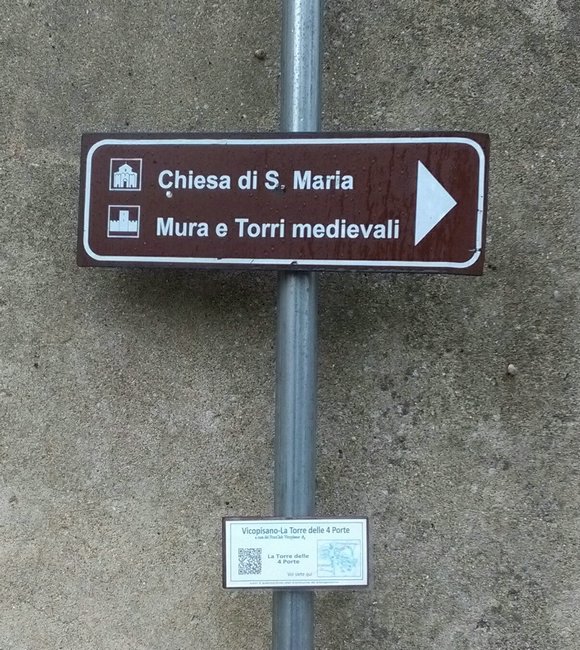 Chiesa di S. Maria
Mura e Torri medievali
Vicopisano-La Torre delle 4 Porte
La Torre delle
4 Porte
Voi siete qui